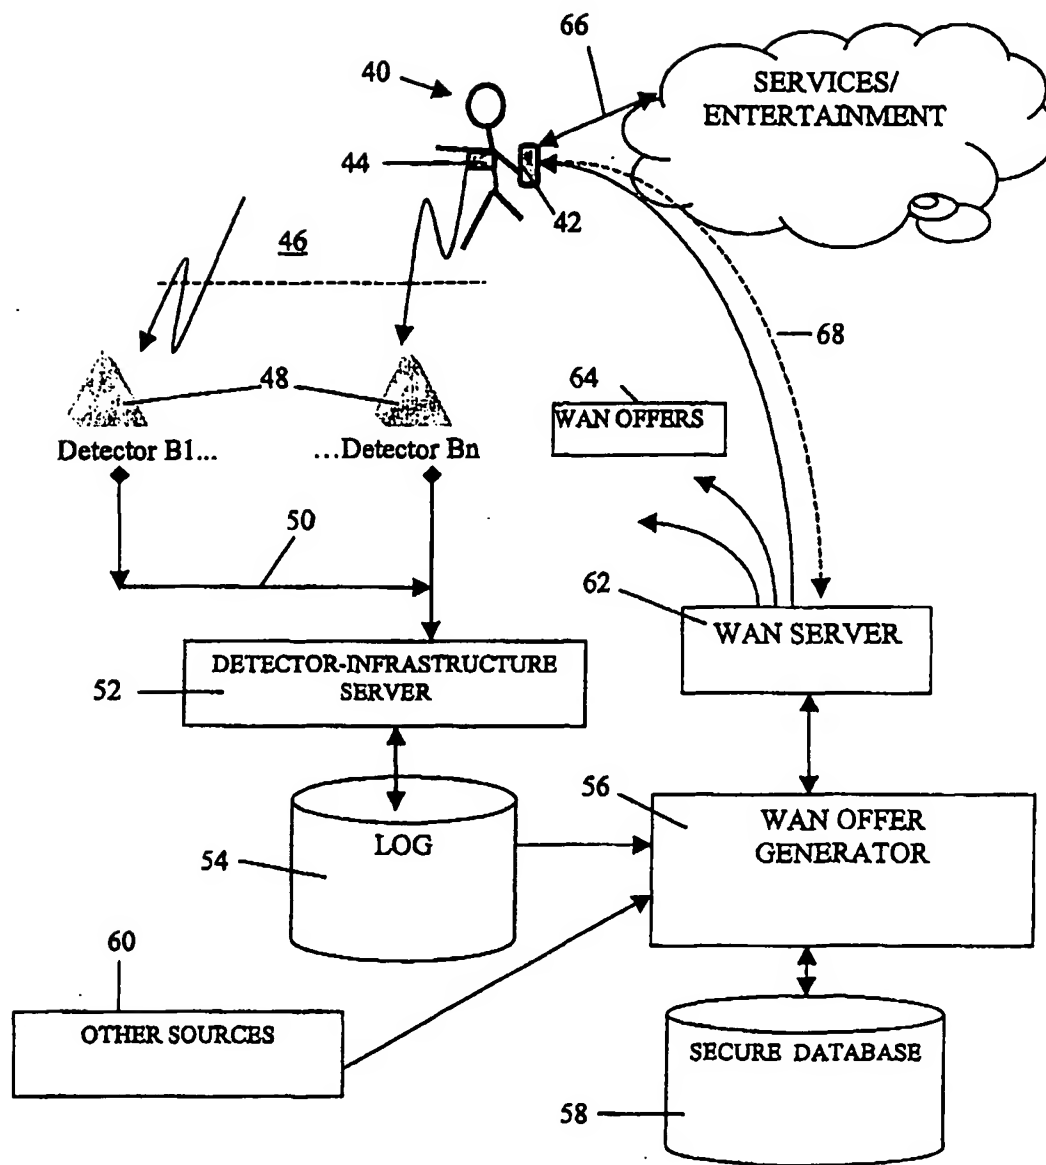 66
SERVICES/
ENTERTAINMENT
40
44
42
46
68
48
64
WAN OFFERS
Detector B1...
...Detector Bn
50
62
WAN SERVER
DETECTOR-INFRASTRUCTURE
SERVER
52
56
WAN OFFER
GENERATOR
LOG
54
60
OTHER SOURCES
SECURE DATABASE
58